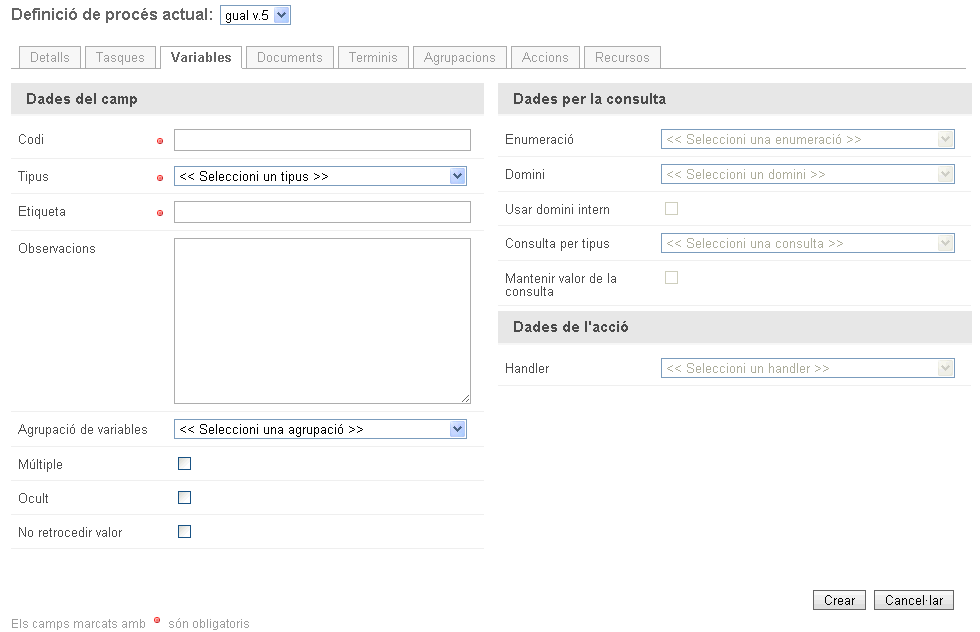 Definició de procés actual: gual v.5
Detalls Tasques Variables Documents Terminis Agrupacions Accions Recursos
Dades del camp
Codi
Tipus << Seleccioni un tipus >>
Etiqueta
Observacions
Agrupació de variables << Seleccioni una agrupació >>
Múltiple
Ocult
No retrocedir valor
Dades per la consulta
Enumeració << Seleccioni una enumeració >>
Domini << Seleccioni un domini >>
Usar domini intern
Consulta per tipus << Seleccioni una consulta >>
Mantenir valor de la
consulta
Dades de l'acció
Handler << Seleccioni un handler >>
Crear Cancel·lar
Els camps marcats amb són obligatoris